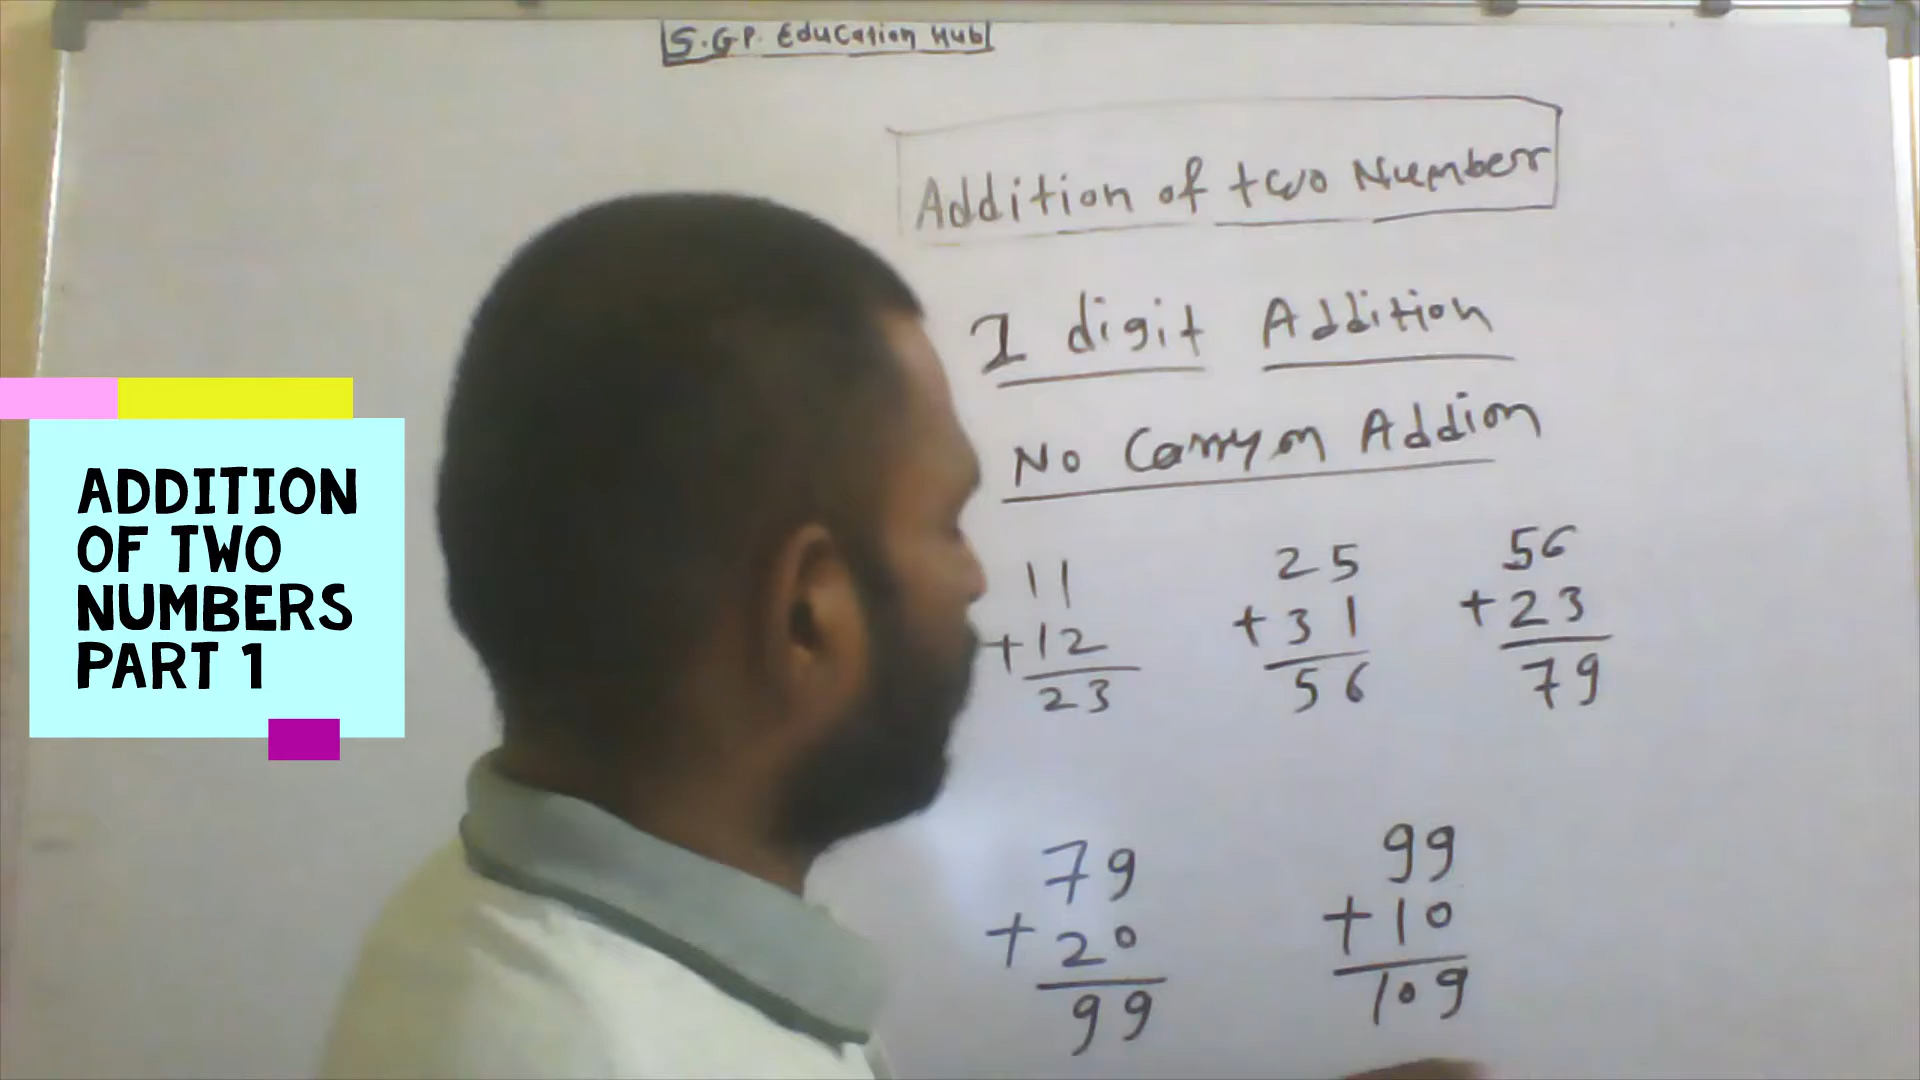 S.G.P. Education Hub
Addition of two Number
1 digit Addition
No Carry on Addion
11
+12
23
25
+31
56
56
+23
79
79
+20
99
99
+10
109
ADDITION
OF TWO
NUMBERS
PART 1